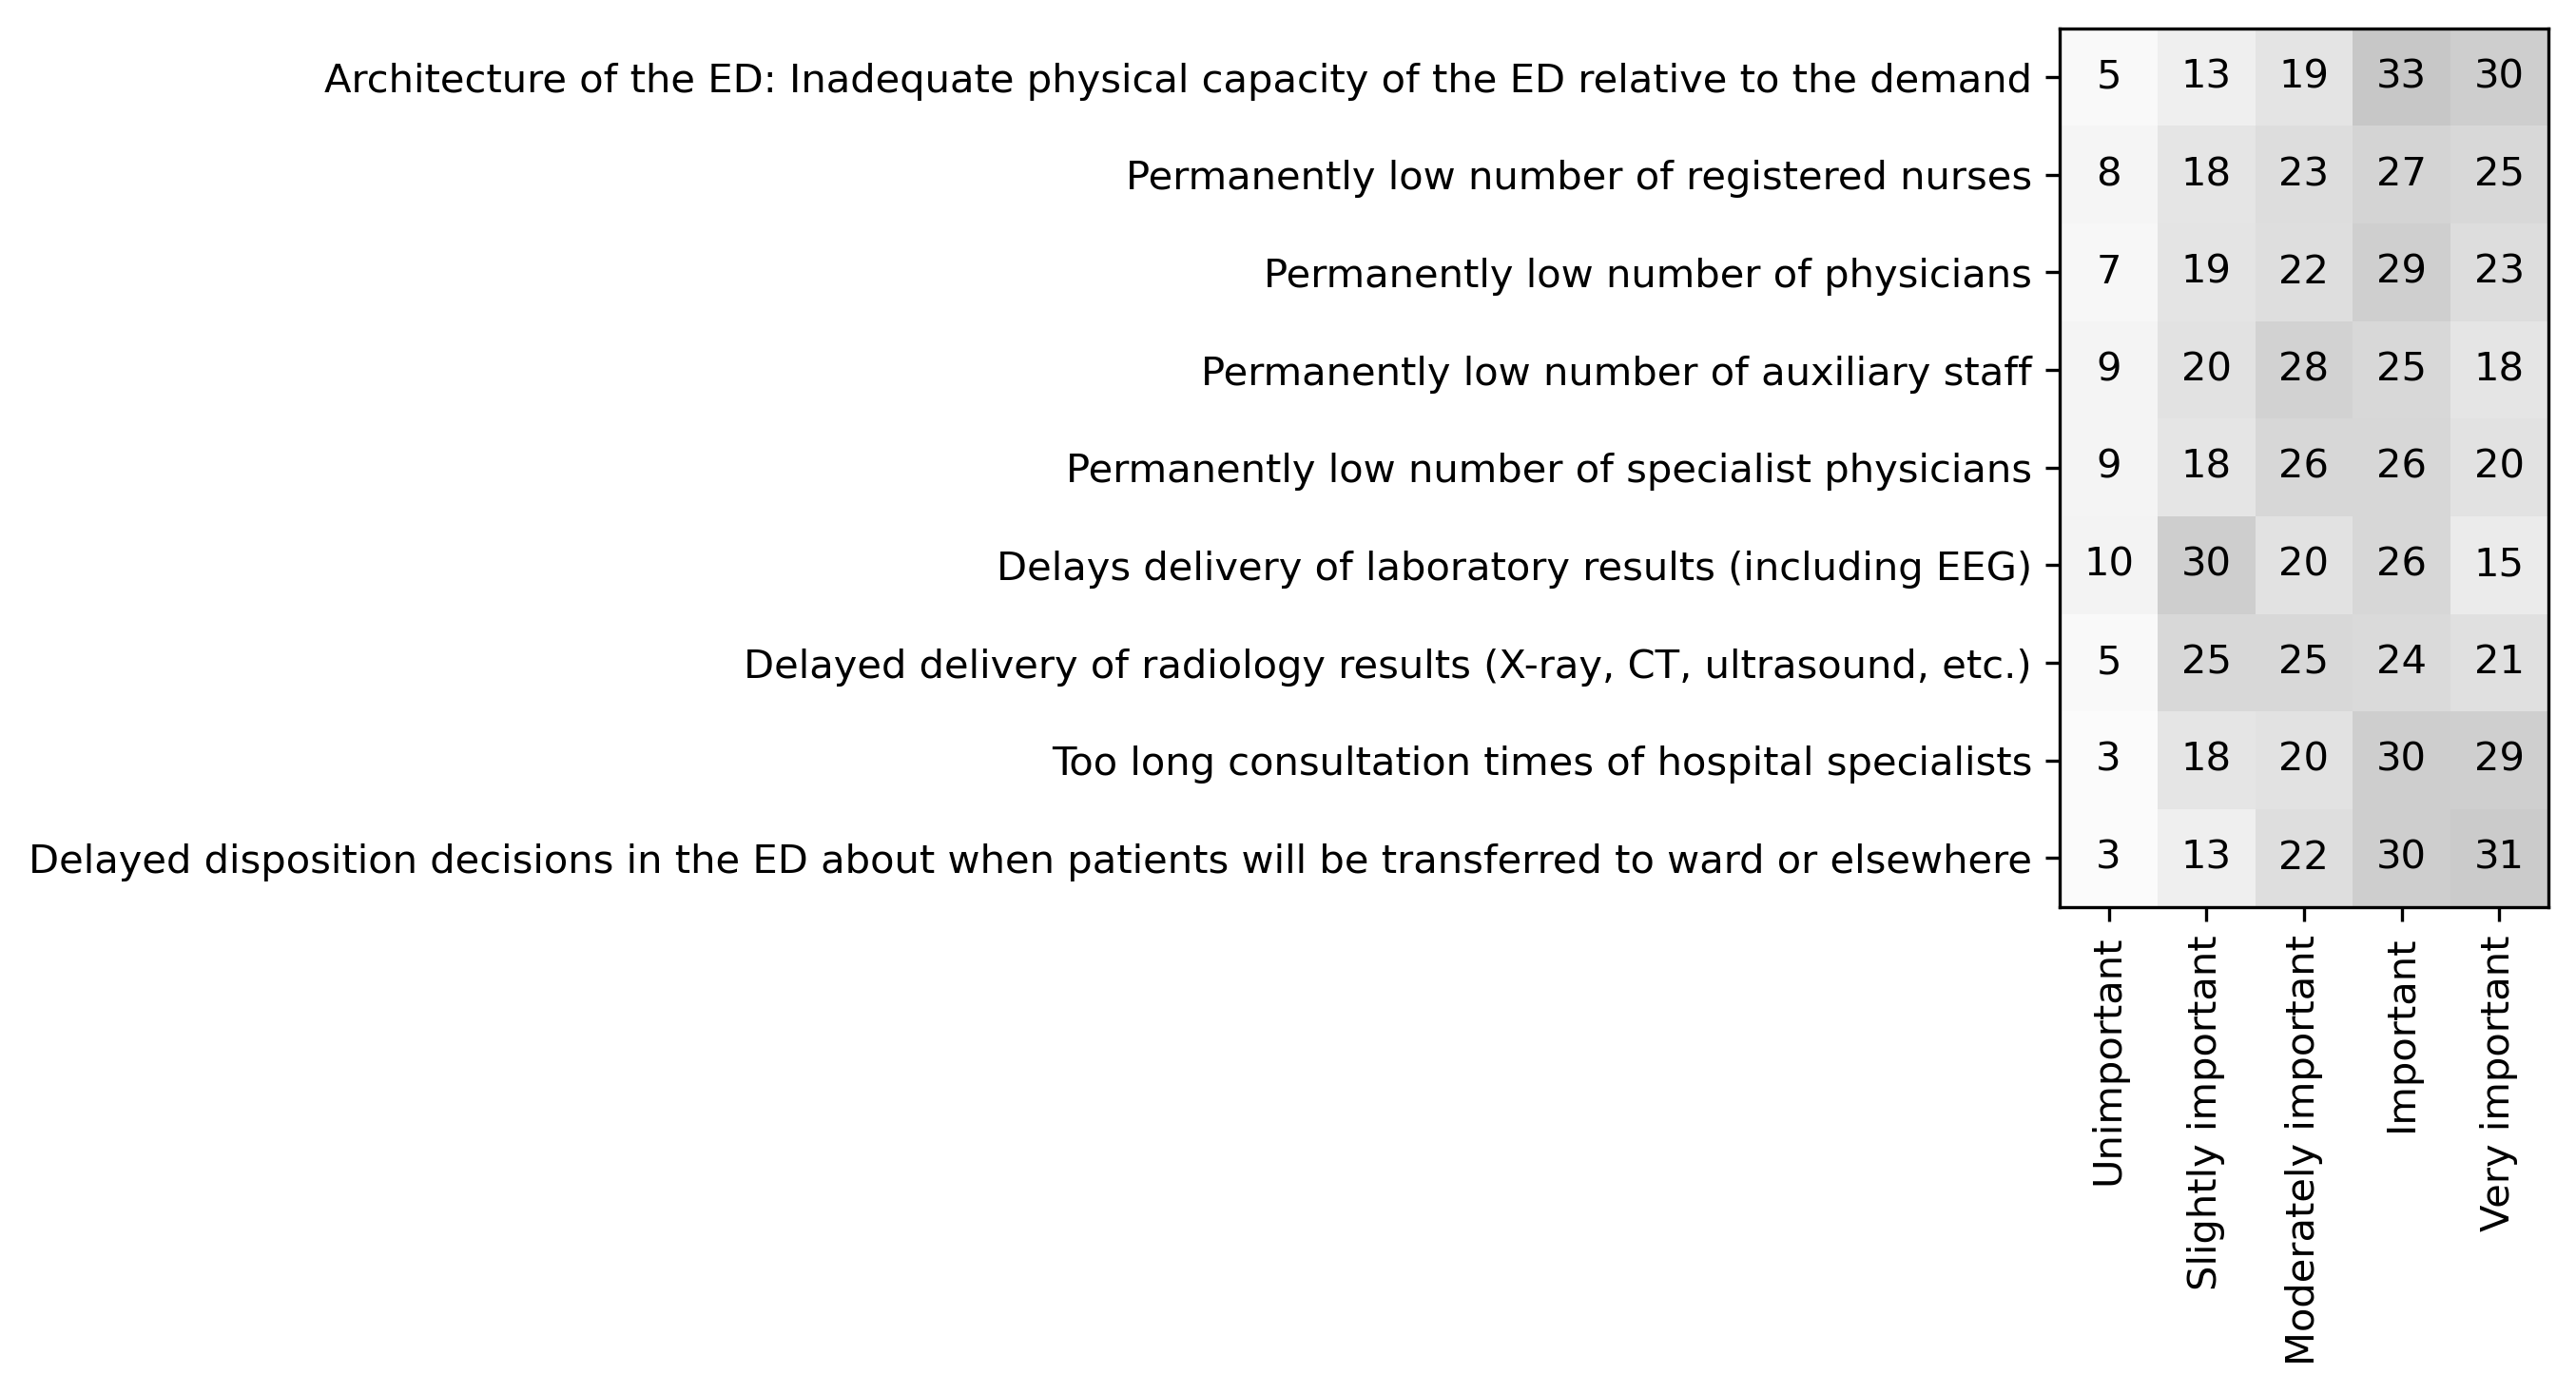 Architecture of the ED: Inadequate physical capacity of the ED relative to the demand 5 13 19 33 30
Permanently low number of registered nurses 8 18 23 27 25
Permanently low number of physicians 7 19 22 29 23
Permanently low number of auxiliary staff 9 20 28 25 18
Permanently low number of specialist physicians 9 18 26 26 20
Delays delivery of laboratory results (including EEG) 10 30 20 26 15
Delayed delivery of radiology results (X-ray, CT, ultrasound, etc.) 5 25 25 24 21
Too long consultation times of hospital specialists 3 18 20 30 29
Delayed disposition decisions in the ED about when patients will be transferred to ward or elsewhere 3 13 22 30 31
Unimportant
Slightly important
Moderately important
Important
Very important